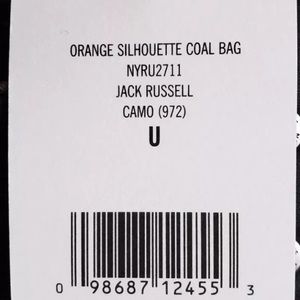 ORANGE SILHOUETTE COAL BAG
NYRU2711
JACK RUSSELL
CAMO (972)
U
0 98687 12455 3